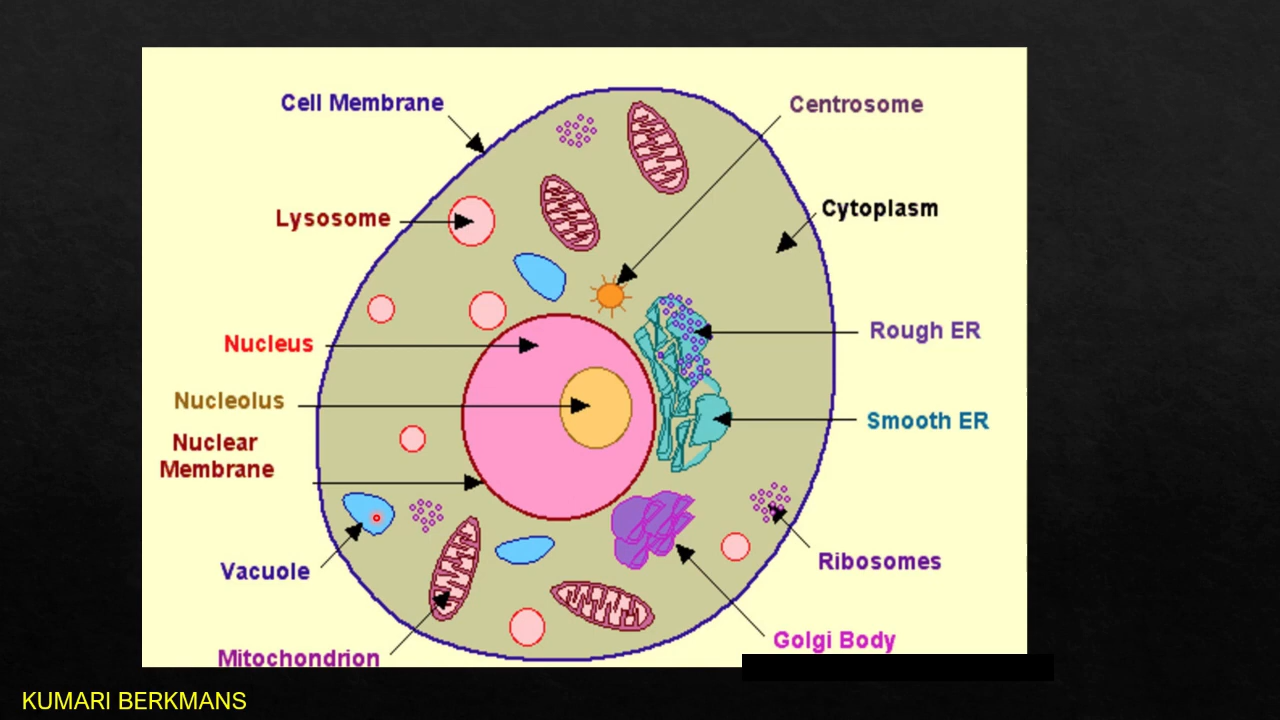 Cell Membrane
Centrosome
Lysosome
Cytoplasm
Nucleus
Rough ER
Nucleolus
Smooth ER
Nuclear
Membrane
Vacuole
Ribosomes
Mitochondrion
Golgi Body
KUMARI BERKMANS